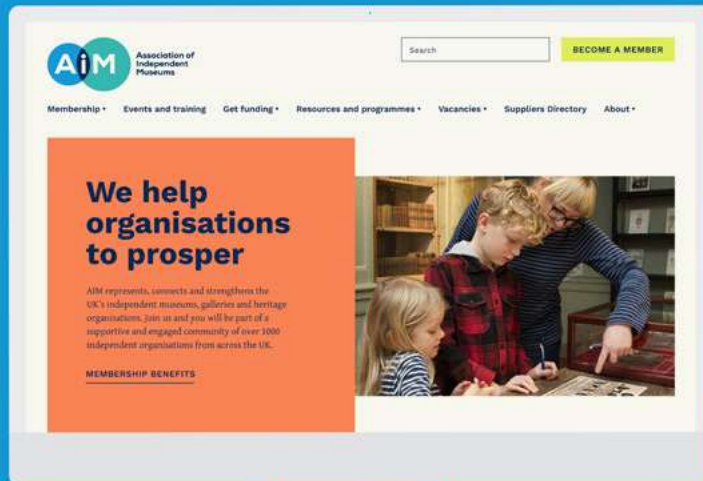 AiM
Association of
Independent
Museums
Search
BECOME A MEMBER
Membership
Events and training
Get funding
Resources and programmes
Vacancies
Suppliers Directory
About
We help
organisations
to prosper
AIM represents, connects and strengthens the
UK's independent museums, galleries and heritage
organisations. Join us and you will be part of a
supportive and engaged community of over 1000
independent organisations from across the UK.
MEMBERSHIP BENEFITS